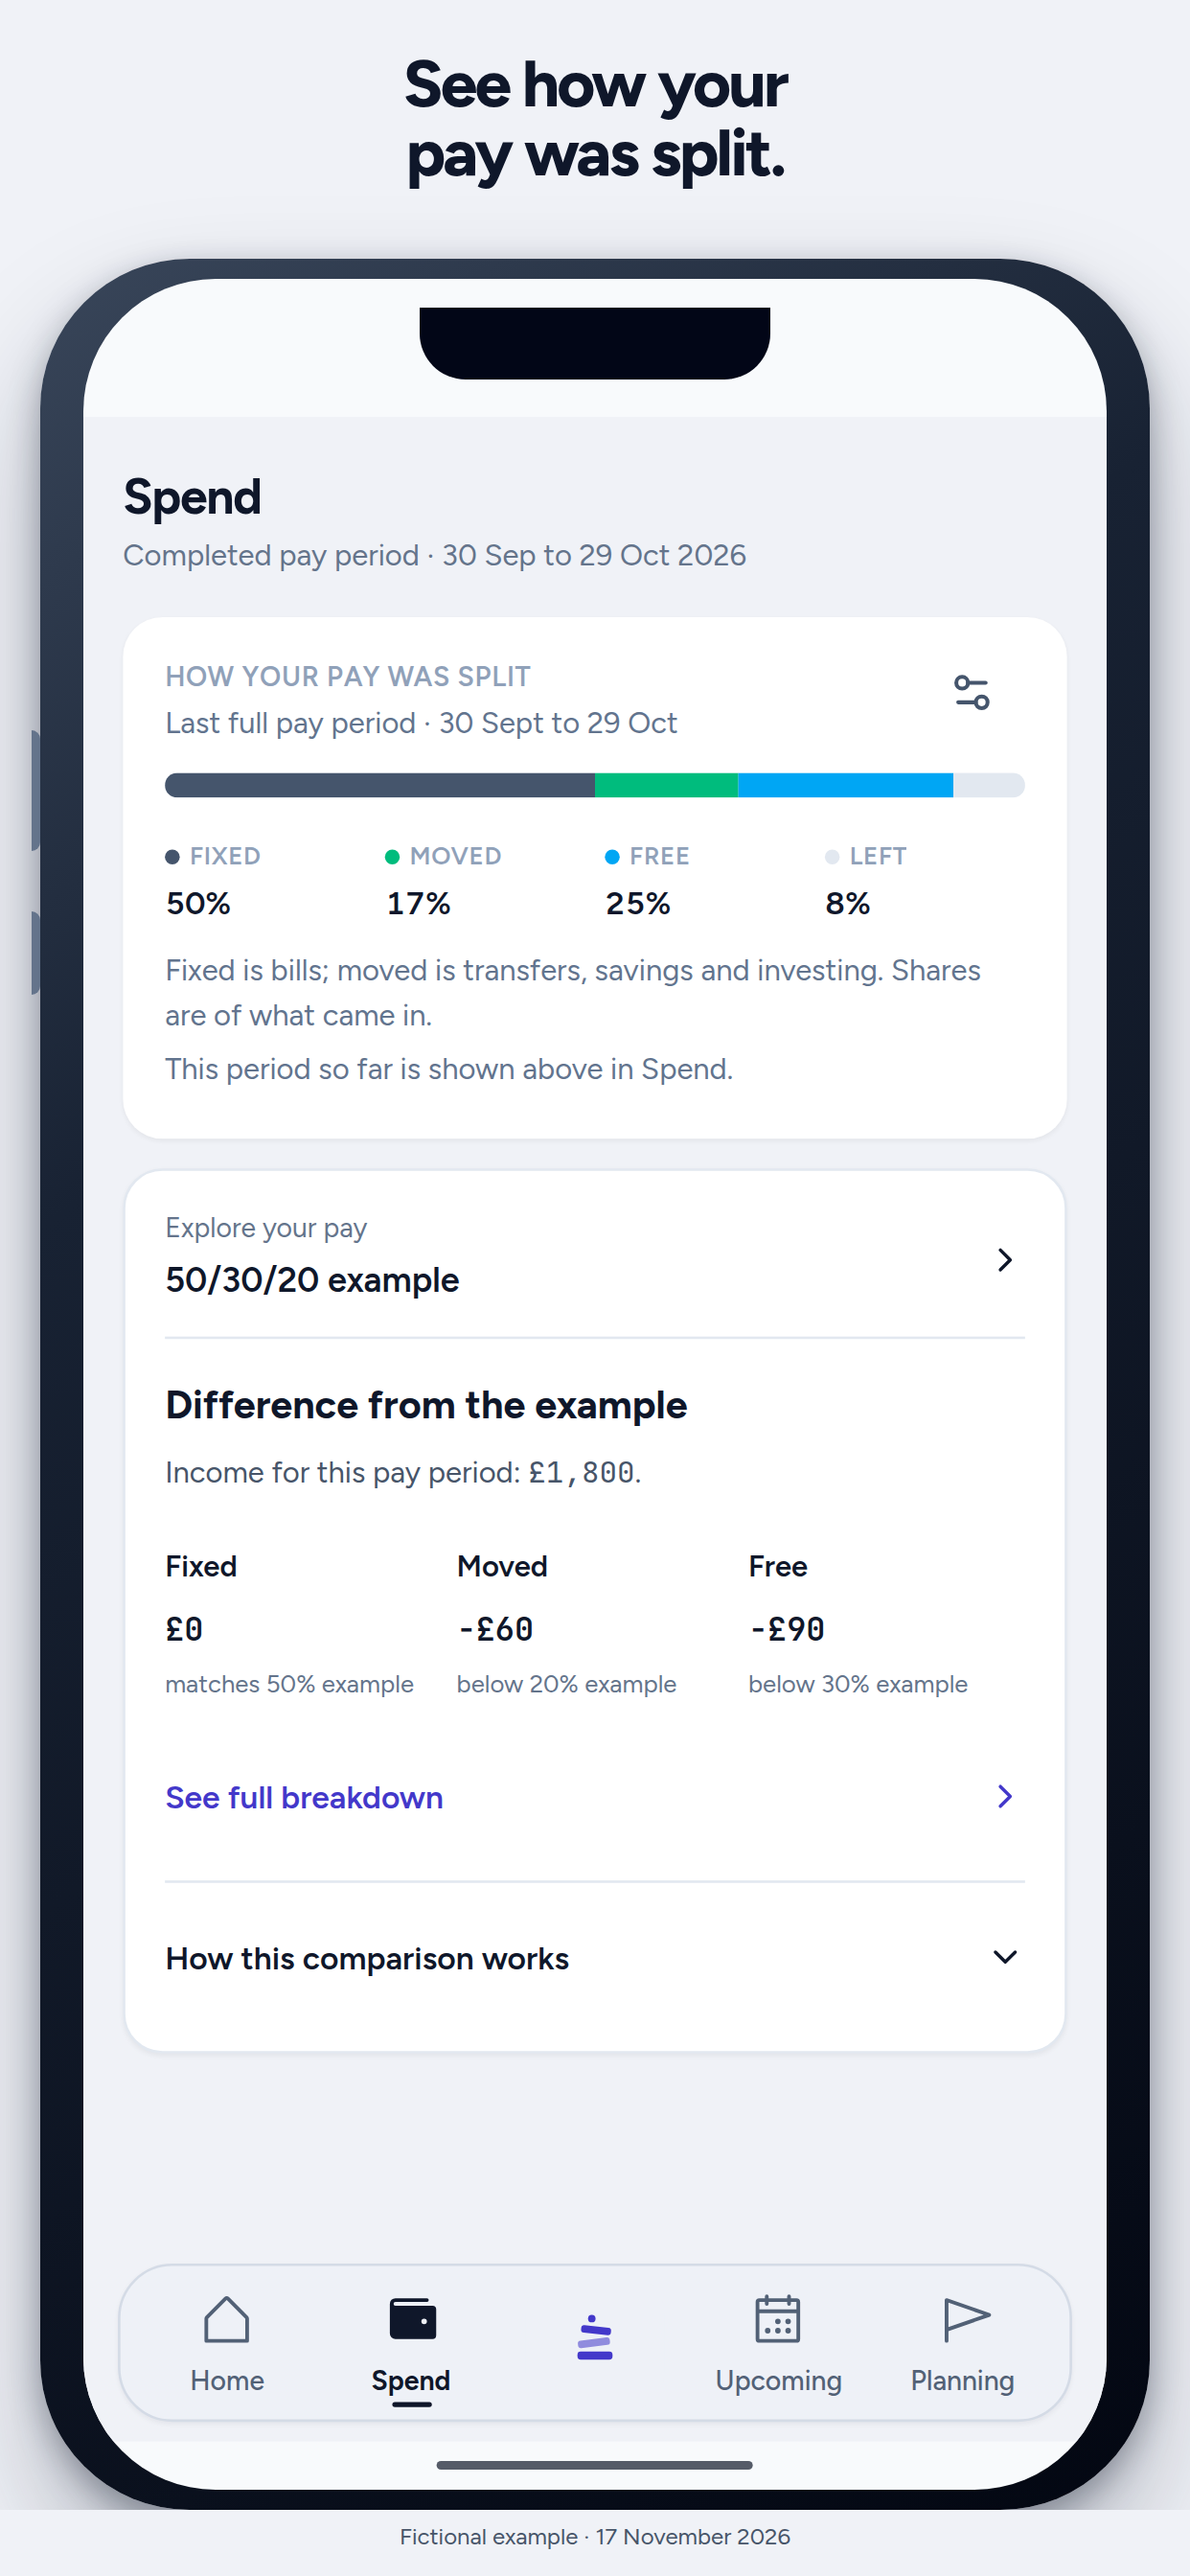 See how your
pay was split.
Spend
Completed pay period · 30 Sep to 29 Oct 2026
HOW YOUR PAY WAS SPLIT
Last full pay period · 30 Sept to 29 Oct
FIXED MOVED FREE LEFT
50% 17% 25% 8%
Fixed is bills; moved is transfers, savings and investing. Shares
are of what came in.
This period so far is shown above in Spend.
Explore your pay
50/30/20 example
Difference from the example
Income for this pay period: £1,800.
Fixed Moved Free
£0 -£60 -£90
matches 50% example below 20% example below 30% example
See full breakdown
How this comparison works
Home Spend Upcoming Planning
Fictional example · 17 November 2026